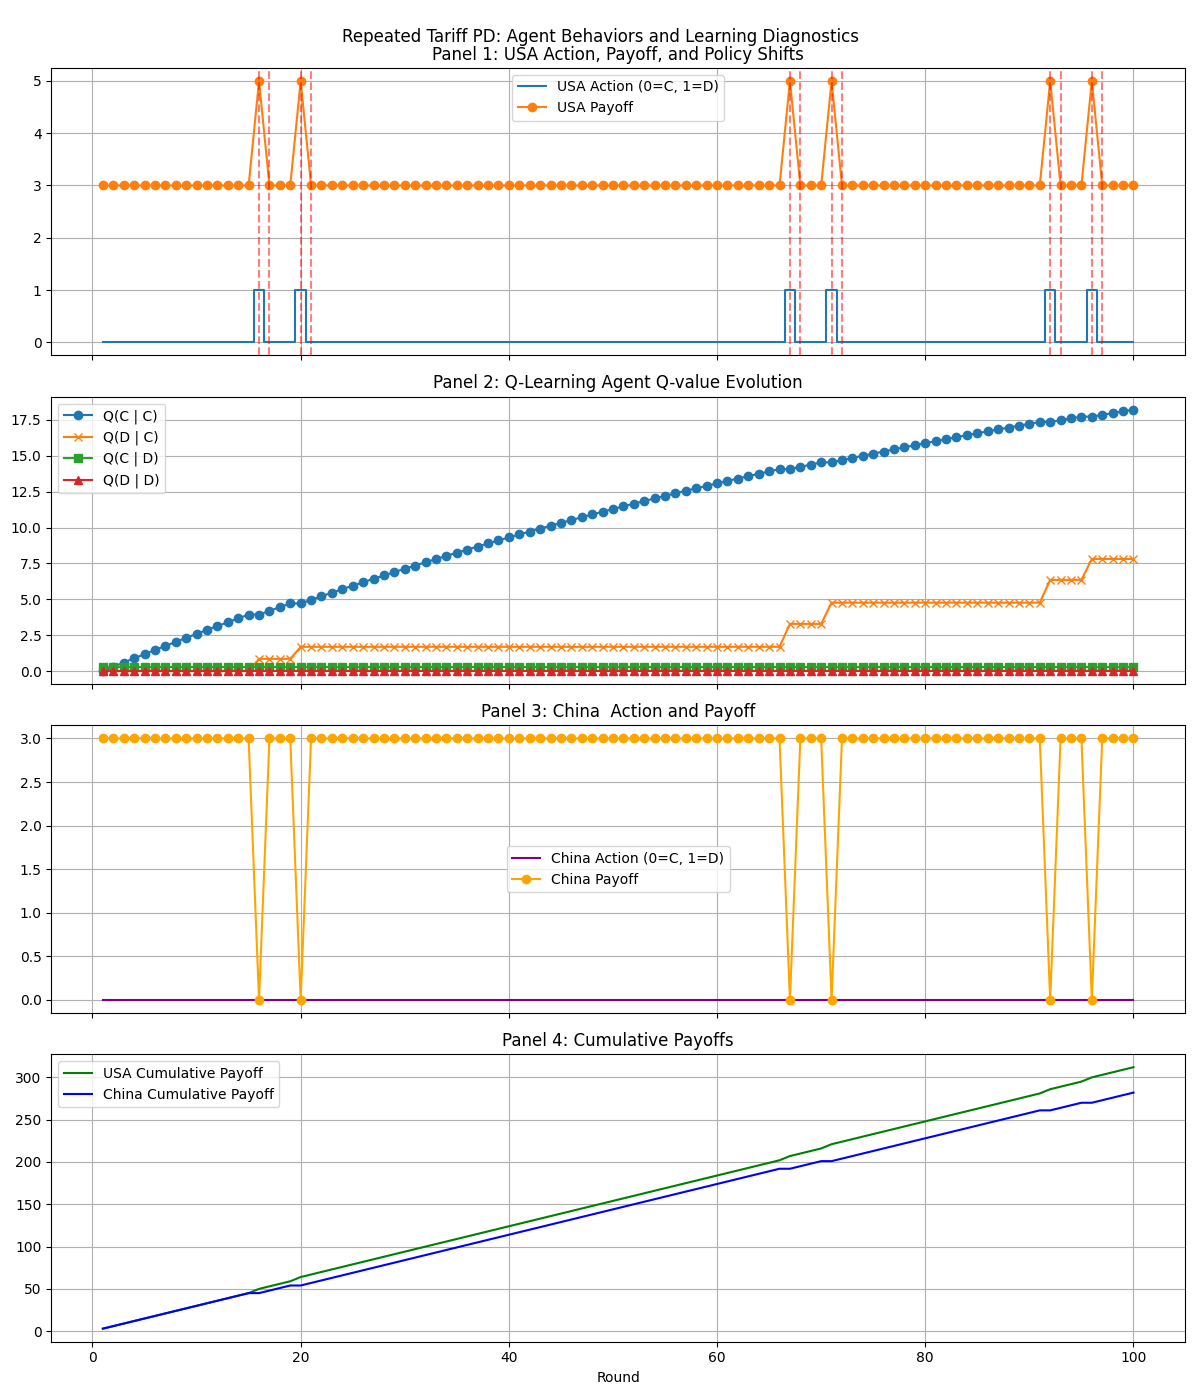 Repeated Tariff PD: Agent Behaviors and Learning Diagnostics
Panel 1: USA Action, Payoff, and Policy Shifts
5
4
3
2
1
0
USA Action (0=C, 1=D)
USA Payoff
Panel 2: Q-Learning Agent Q-value Evolution
17.5
15.0
12.5
10.0
7.5
5.0
2.5
0.0
Q(C | C)
Q(D | C)
Q(C | D)
Q(D | D)
Panel 3: China  Action and Payoff
3.0
2.5
2.0
1.5
1.0
0.5
0.0
China Action (0=C, 1=D)
China Payoff
Panel 4: Cumulative Payoffs
300
250
200
150
100
50
0
USA Cumulative Payoff
China Cumulative Payoff
0 20 40 60 80 100
Round